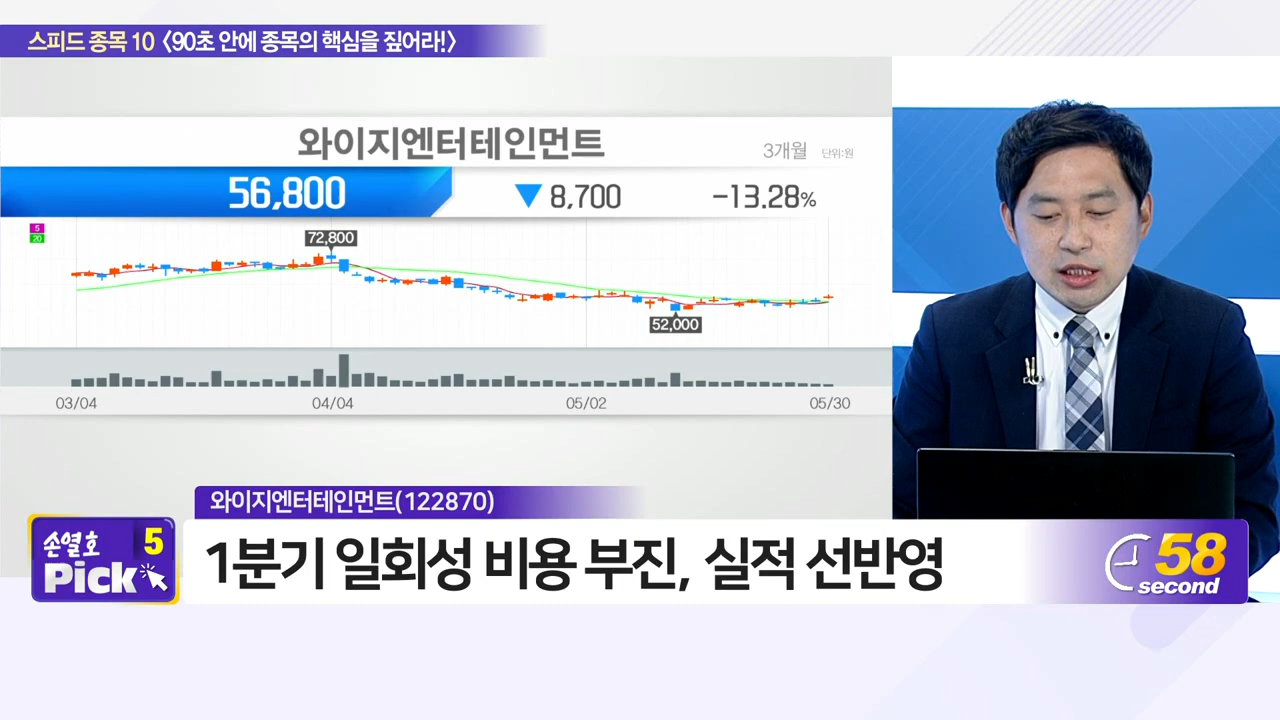 스피드 종목 10 〈90초 안에 종목의 핵심을 짚어라!〉
와이지엔터테인먼트
3개월 단위:원
56,800 ▼ 8,700 -13.28%
5
20
72,800
52,000
03/04 04/04 05/02 05/30
와이지엔터테인먼트(122870)
손열호 Pick 5
1분기 일회성 비용 부진, 실적 선반영
58 second